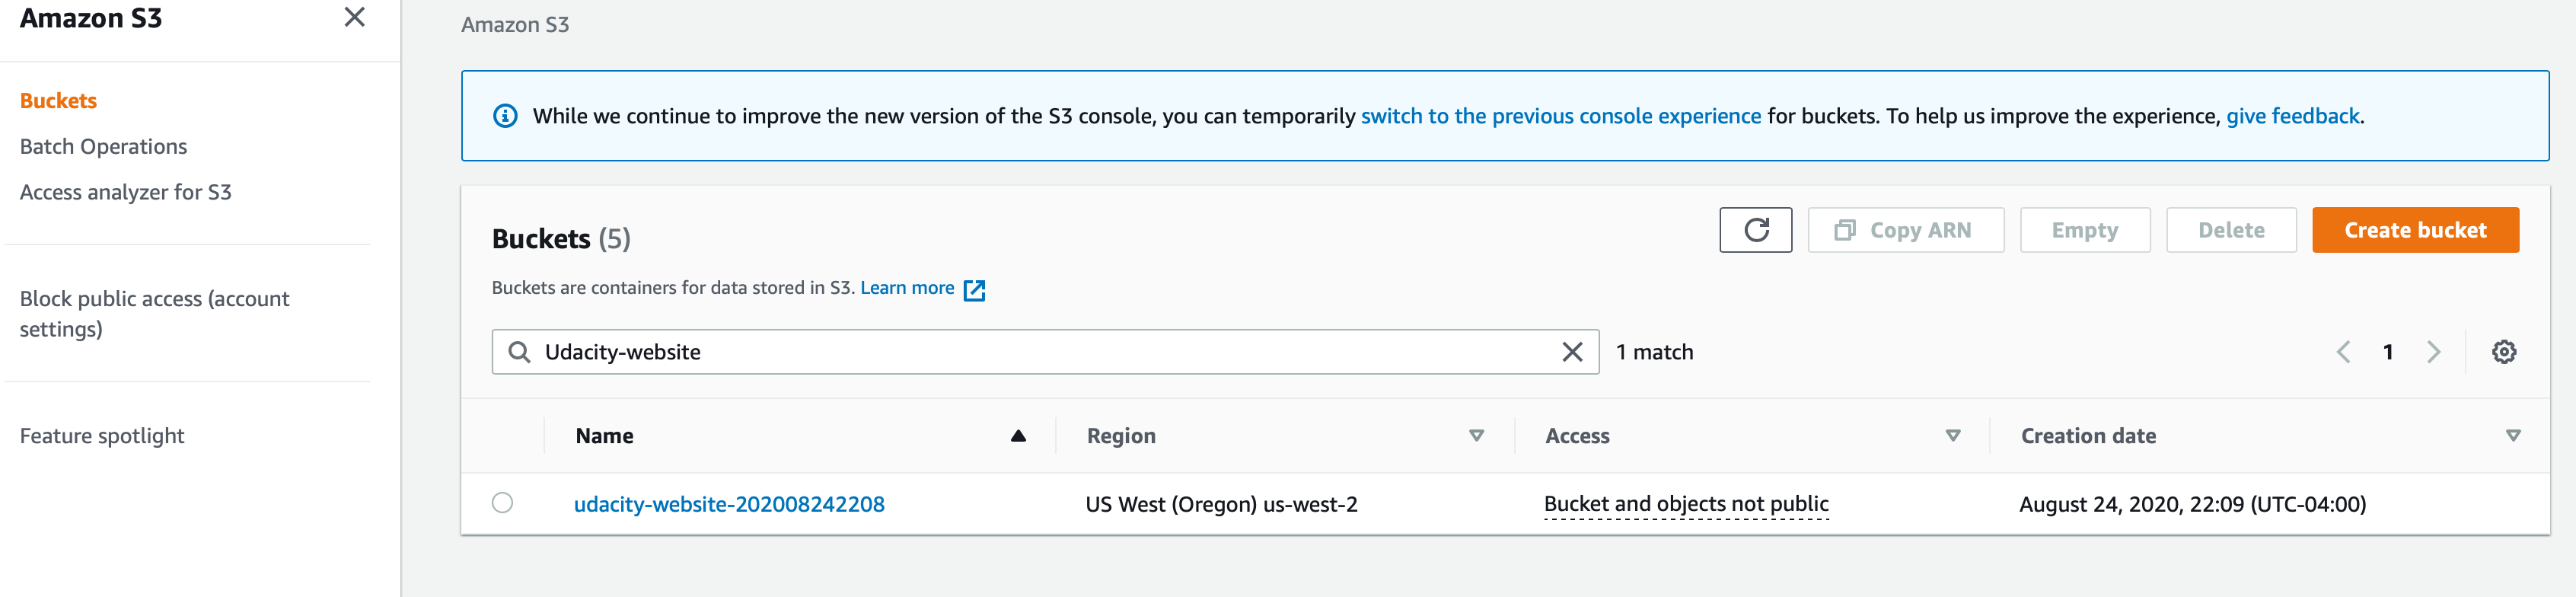 Amazon S3
Buckets
Batch Operations
Access analyzer for S3
Block public access (account
settings)
Feature spotlight
Amazon S3
While we continue to improve the new version of the S3 console, you can temporarily switch to the previous console experience for buckets. To help us improve the experience, give feedback.
Buckets (5)
Copy ARN Empty Delete Create bucket
Buckets are containers for data stored in S3. Learn more
Udacity-website 1 match 1
Name Region Access Creation date
udacity-website-202008242208 US West (Oregon) us-west-2 Bucket and objects not public August 24, 2020, 22:09 (UTC-04:00)